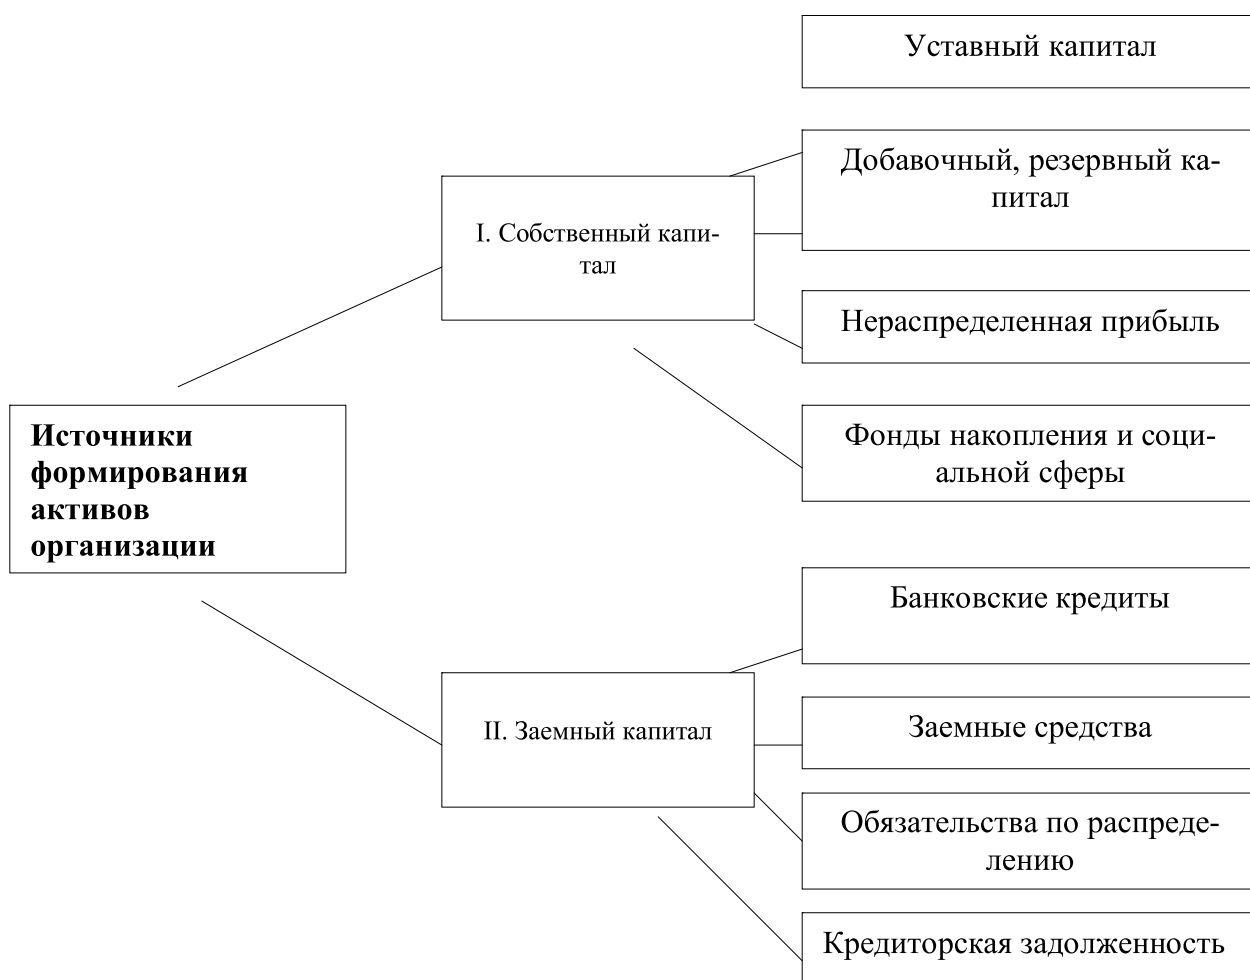 Уставный капитал
Добавочный, резервный ка-
питал
I. Собственный капи-
тал
Нераспределенная прибыль
Источники
формирования
активов
организации
Фонды накопления и соци-
альной сферы
Банковские кредиты
II. Заемный капитал
Заемные средства
Обязательства по распреде-
лению
Кредиторская задолженность